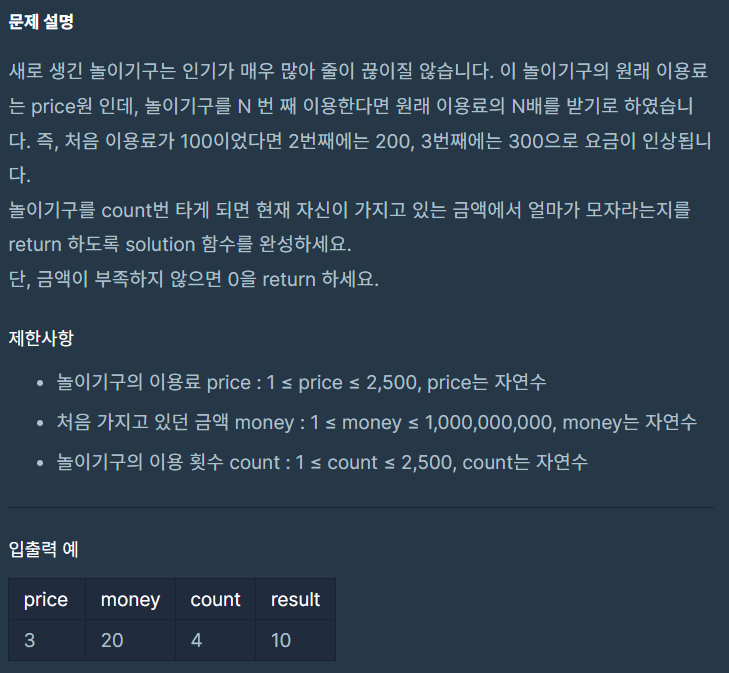 문제 설명
새로 생긴 놀이기구는 인기가 매우 많아 줄이 끊이질 않습니다. 이 놀이기구의 원래 이용료
는 price원 인데, 놀이기구를 N 번 째 이용한다면 원래 이용료의 N배를 받기로 하였습니
다. 즉, 처음 이용료가 100이었다면 2번째에는 200, 3번째에는 300으로 요금이 인상됩니
다.
놀이기구를 count번 타게 되면 현재 자신이 가지고 있는 금액에서 얼마가 모자라는지를
return 하도록 solution 함수를 완성하세요.
단, 금액이 부족하지 않으면 0을 return 하세요.
제한사항
• 놀이기구의 이용료 price : 1 ≤ price ≤ 2,500, price는 자연수
• 처음 가지고 있던 금액 money : 1 ≤ money ≤ 1,000,000,000, money는 자연수
• 놀이기구의 이용 횟수 count : 1 ≤ count ≤ 2,500, count는 자연수
입출력 예
price money count result
3 20 4 10